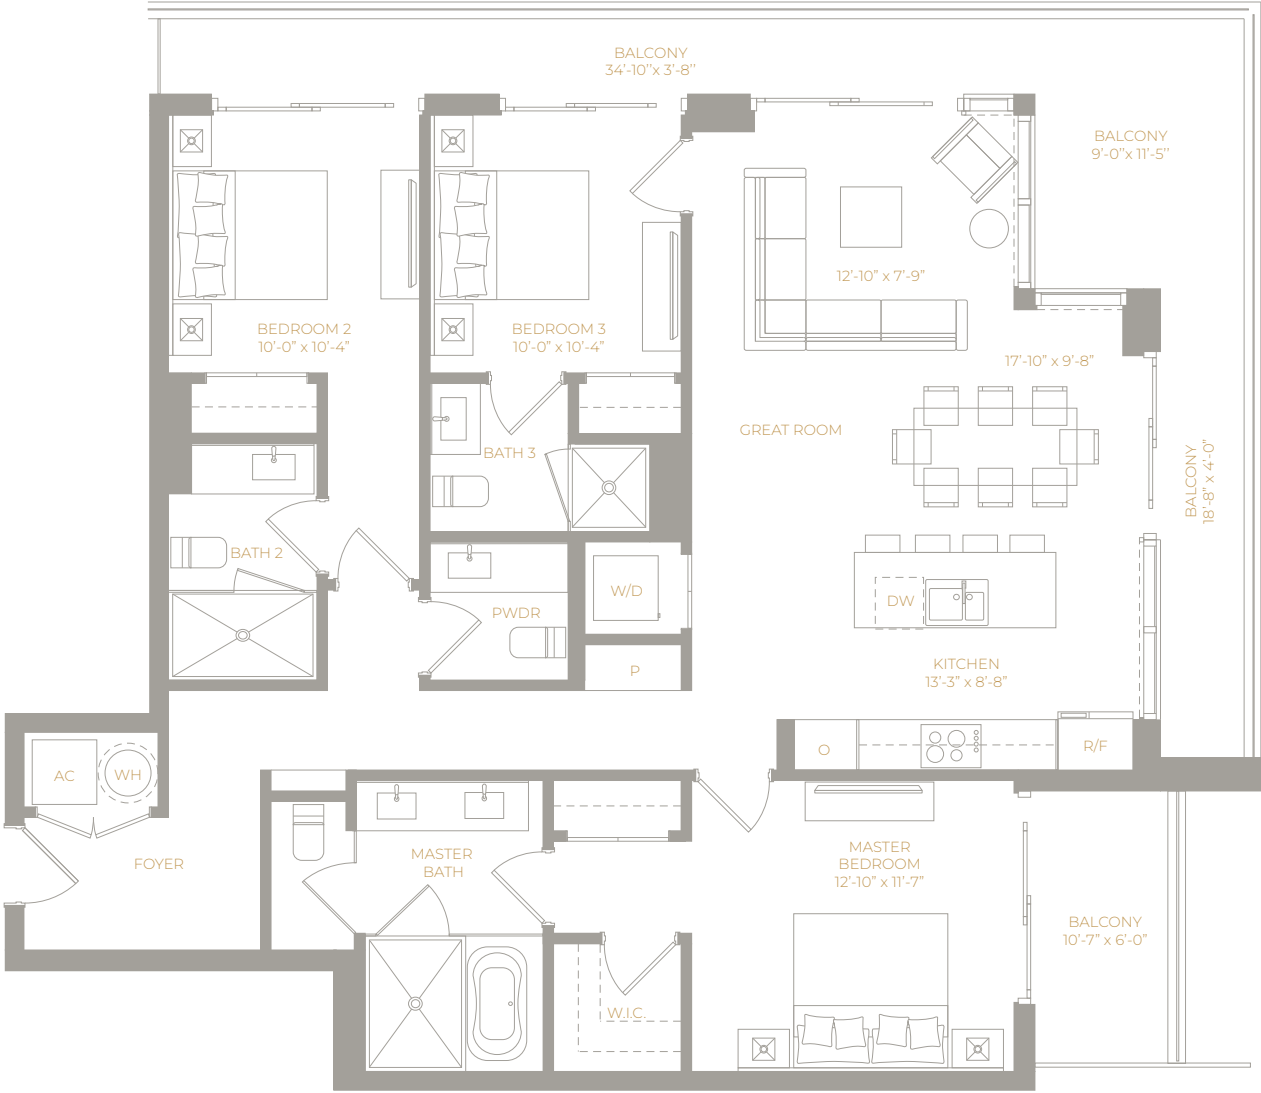 BALCONY
34’-10’’x 3’-8’’
BALCONY
9’-0’’x 11’-5’’
12’-10” x 7’-9”
BEDROOM 2
10’-0” x 10’-4”
BEDROOM 3
10’-0” x 10’-4”
17’-10” x 9’-8”
GREAT ROOM
BATH 3
BALCONY
18’-8” x 4’-0”
BATH 2
W/D
DW
PWDR
KITCHEN
13’-3” x 8’-8”
P
O
R/F
AC
WH
FOYER
MASTER
BATH
MASTER
BEDROOM
12’-10” x 11’-7”
BALCONY
10’-7” x 6’-0”
W.I.C.